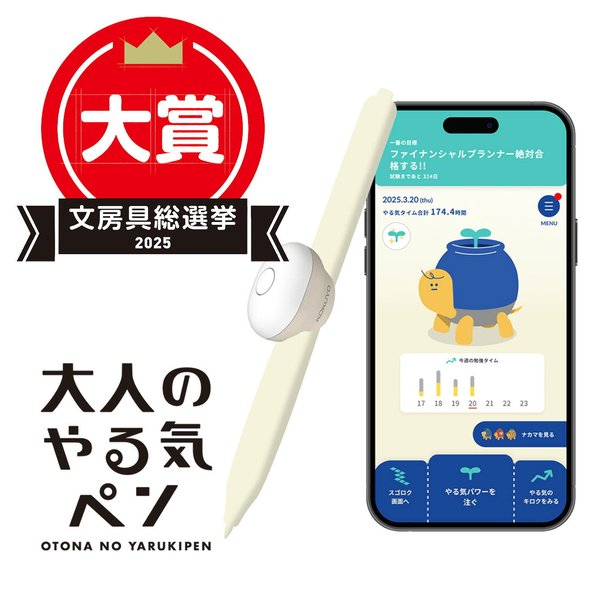 大賞
文房具総選挙
2025
KOKUYO
大人の
やる気
ペン
OTONA NO YARUKIPEN
一番の目標
ファイナンシャルプランナー絶対合
格する!!
試験まであと 334日
2025.3.20 (thu)
やる気タイム合計 174.4時間
MENU
今週の勉強タイム
17 18 19 20 21 22 23
ナカマを見る
スゴロク
画面へ
やる気パワーを
注ぐ
やる気の
キロクをみる